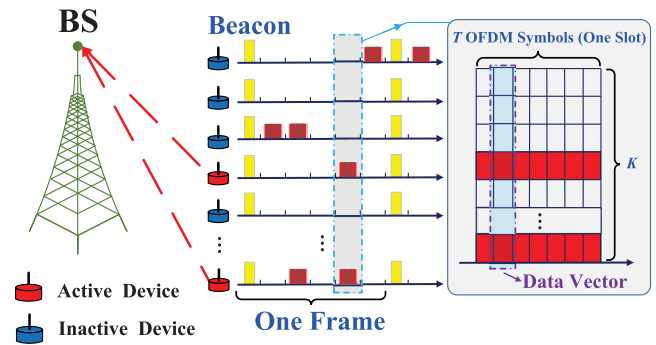 BS
Beacon
T OFDM Symbols (One Slot)
K
Data Vector
Active Device
Inactive Device
One Frame